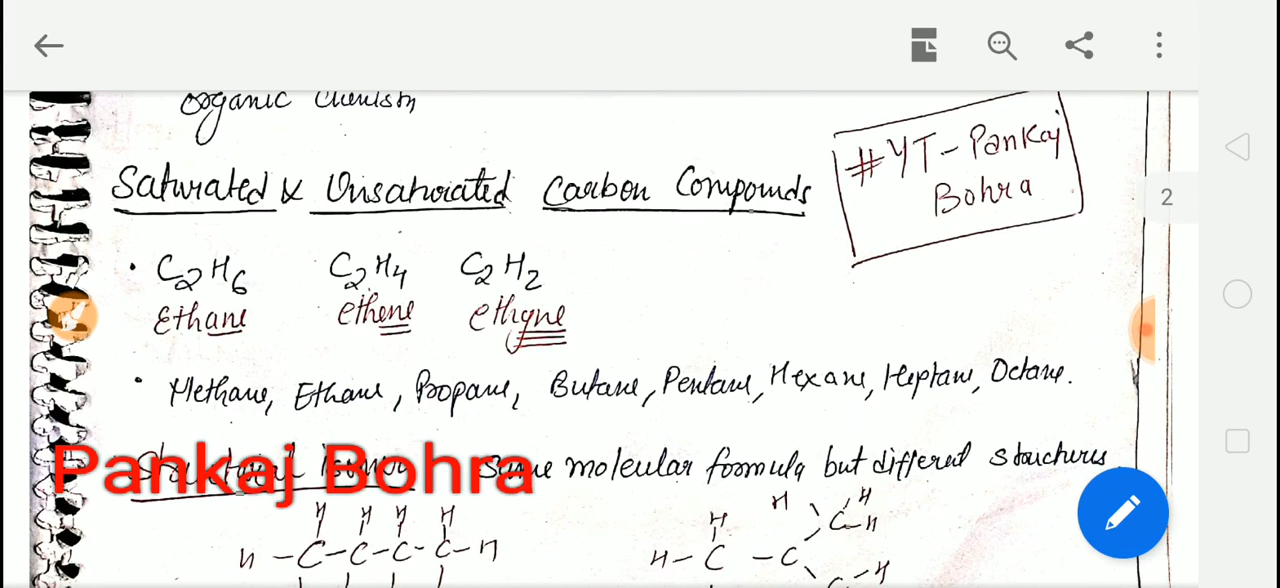 Organic Chemistry
Saturated & Unsaturated Carbon Compounds
#YT- Pankaj
Bohra
2
• C2H6 C2H4 C2H2
Ethane ethene ethyne
• Methane, Ethane, Propane, Butane, Pentane, Hexane, Heptane, Octane.
Pankaj Bohra
same molecular formula but different structures
H H H H
H-C-C-C-C-H
H H
C-H
H
H-C-C
C-H